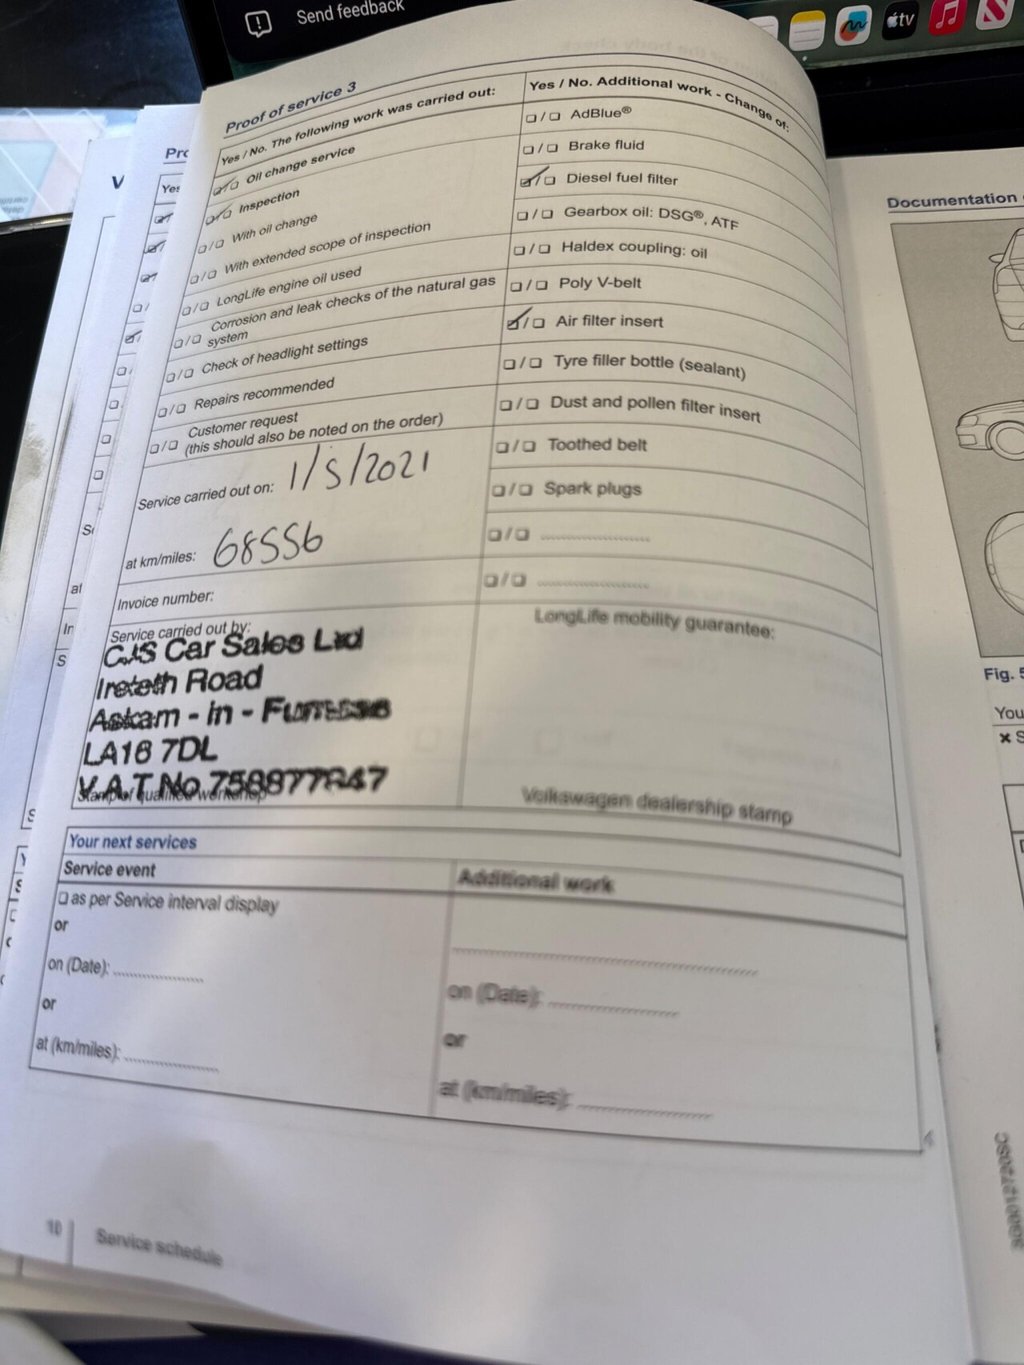 Send feedback
tv
Proof of service 3
Yes / No. The following work was carried out:
☑/☐ Oil change service
☑/☐ Inspection
☐/☐ With oil change
☐/☐ With extended scope of inspection
☐/☐ LongLife engine oil used
☐/☐ Corrosion and leak checks of the natural gas
system
☐/☐ Check of headlight settings
☐/☐ Repairs recommended
☐/☐ Customer request
(this should also be noted on the order)
Service carried out on: 1/5/2021
at km/miles: 68556
Invoice number:
Service carried out by:
CJS Car Sales Ltd
Ireleth Road
Askam - in - Furness
LA16 7DL
V.A.T No 758877847
Stamp of qualified workshop
Yes / No. Additional work - Change of:
☐/☐ AdBlue®
☐/☐ Brake fluid
☑/☐ Diesel fuel filter
☐/☐ Gearbox oil: DSG®, ATF
☐/☐ Haldex coupling: oil
☐/☐ Poly V-belt
☑/☐ Air filter insert
☐/☐ Tyre filler bottle (sealant)
☐/☐ Dust and pollen filter insert
☐/☐ Toothed belt
☐/☐ Spark plugs
☐/☐ ....................
☐/☐ ....................
LongLife mobility guarantee:
Volkswagen dealership stamp
Your next services
Service event
☐ as per Service interval display
or
on (Date): ....................
or
at (km/miles): ....................
Additional work
....................
on (Date): ....................
or
at (km/miles): ....................
10 | Service schedule
Documentation
Fig. 5
You